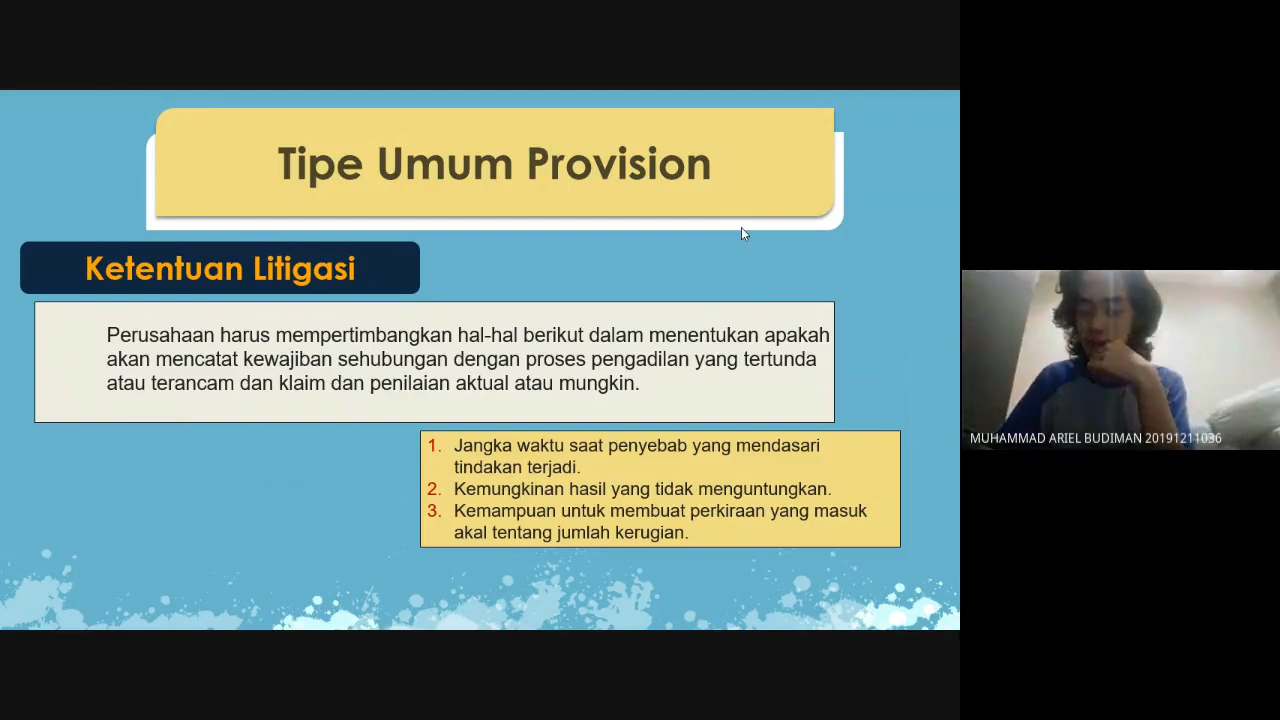 Tipe Umum Provision
Ketentuan Litigasi
Perusahaan harus mempertimbangkan hal-hal berikut dalam menentukan apakah
akan mencatat kewajiban sehubungan dengan proses pengadilan yang tertunda
atau terancam dan klaim dan penilaian aktual atau mungkin.
1. Jangka waktu saat penyebab yang mendasari
tindakan terjadi.
2. Kemungkinan hasil yang tidak menguntungkan.
3. Kemampuan untuk membuat perkiraan yang masuk
akal tentang jumlah kerugian.
MUHAMMAD ARIEL BUDIMAN 20191211036